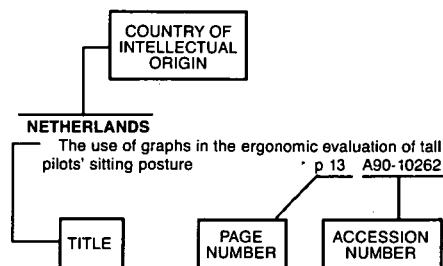 COUNTRY OF
INTELLECTUAL
ORIGIN
NETHERLANDS
The use of graphs in the ergonomic evaluation of tall
pilots' sitting posture p 13 A90-10262
TITLE
PAGE
NUMBER
ACCESSION
NUMBER